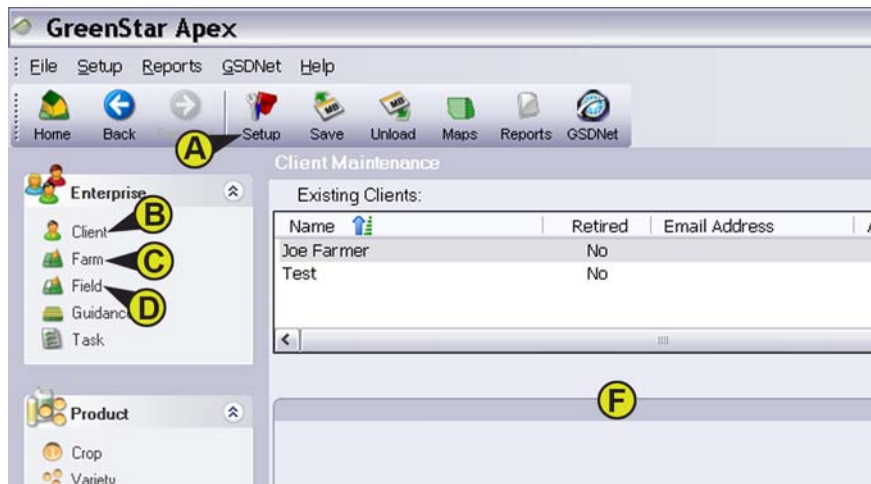 GreenStar Apex
File Setup Reports GSDNet Help
Home Back Setup Save Unload Maps Reports GSDNet
A
Client Maintenance
Enterprise
Existing Clients:
B
Client
Name Retired Email Address
Joe Farmer No
Farm C
Test No
Field
D
Guidanc
Task
F
Product
Crop
Variety